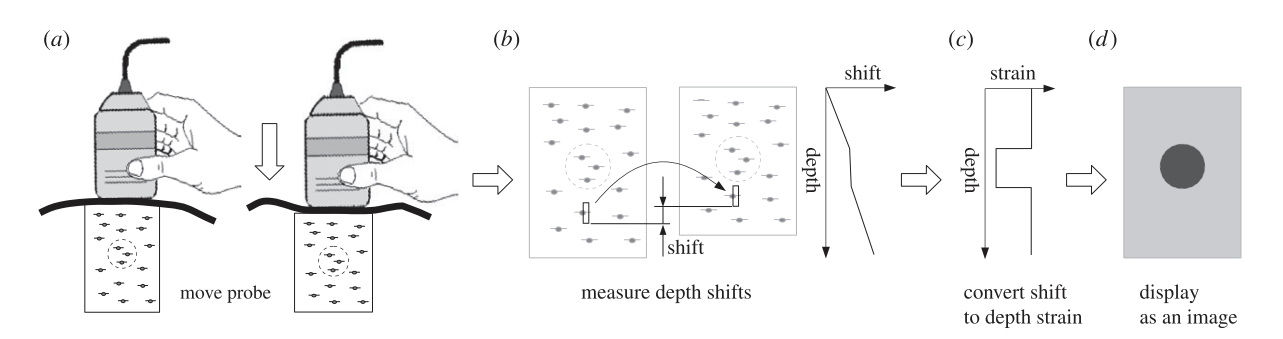 (a)
move probe
(b)
shift
depth
shift
measure depth shifts
(c)
strain
depth
convert shift
to depth strain
(d)
display
as an image